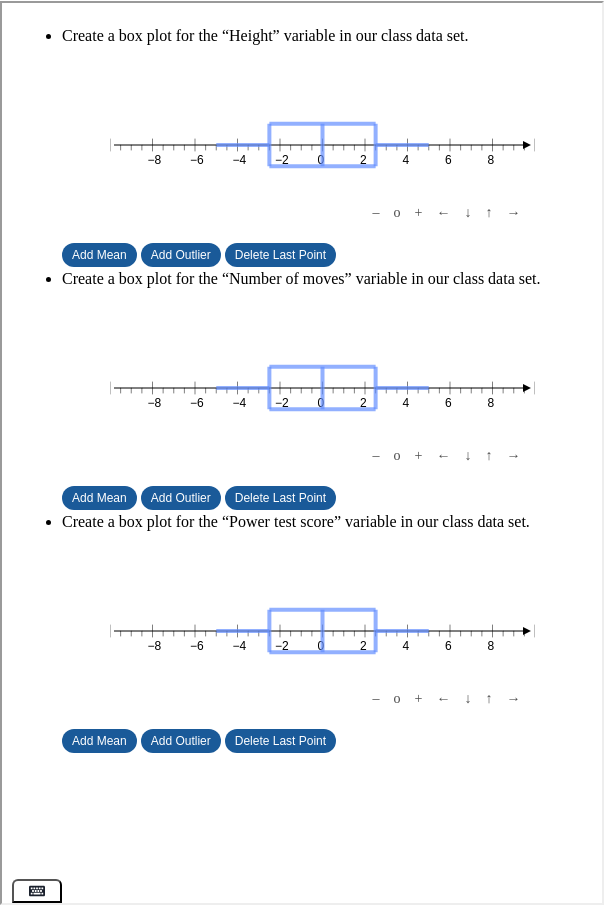 Create a box plot for the “Height” variable in our class data set.
−8 −6 −4 −2 0 2 4 6 8
– o + ← ↓ ↑ →
Add Mean Add Outlier Delete Last Point
Create a box plot for the “Number of moves” variable in our class data set.
−8 −6 −4 −2 0 2 4 6 8
– o + ← ↓ ↑ →
Add Mean Add Outlier Delete Last Point
Create a box plot for the “Power test score” variable in our class data set.
−8 −6 −4 −2 0 2 4 6 8
– o + ← ↓ ↑ →
Add Mean Add Outlier Delete Last Point